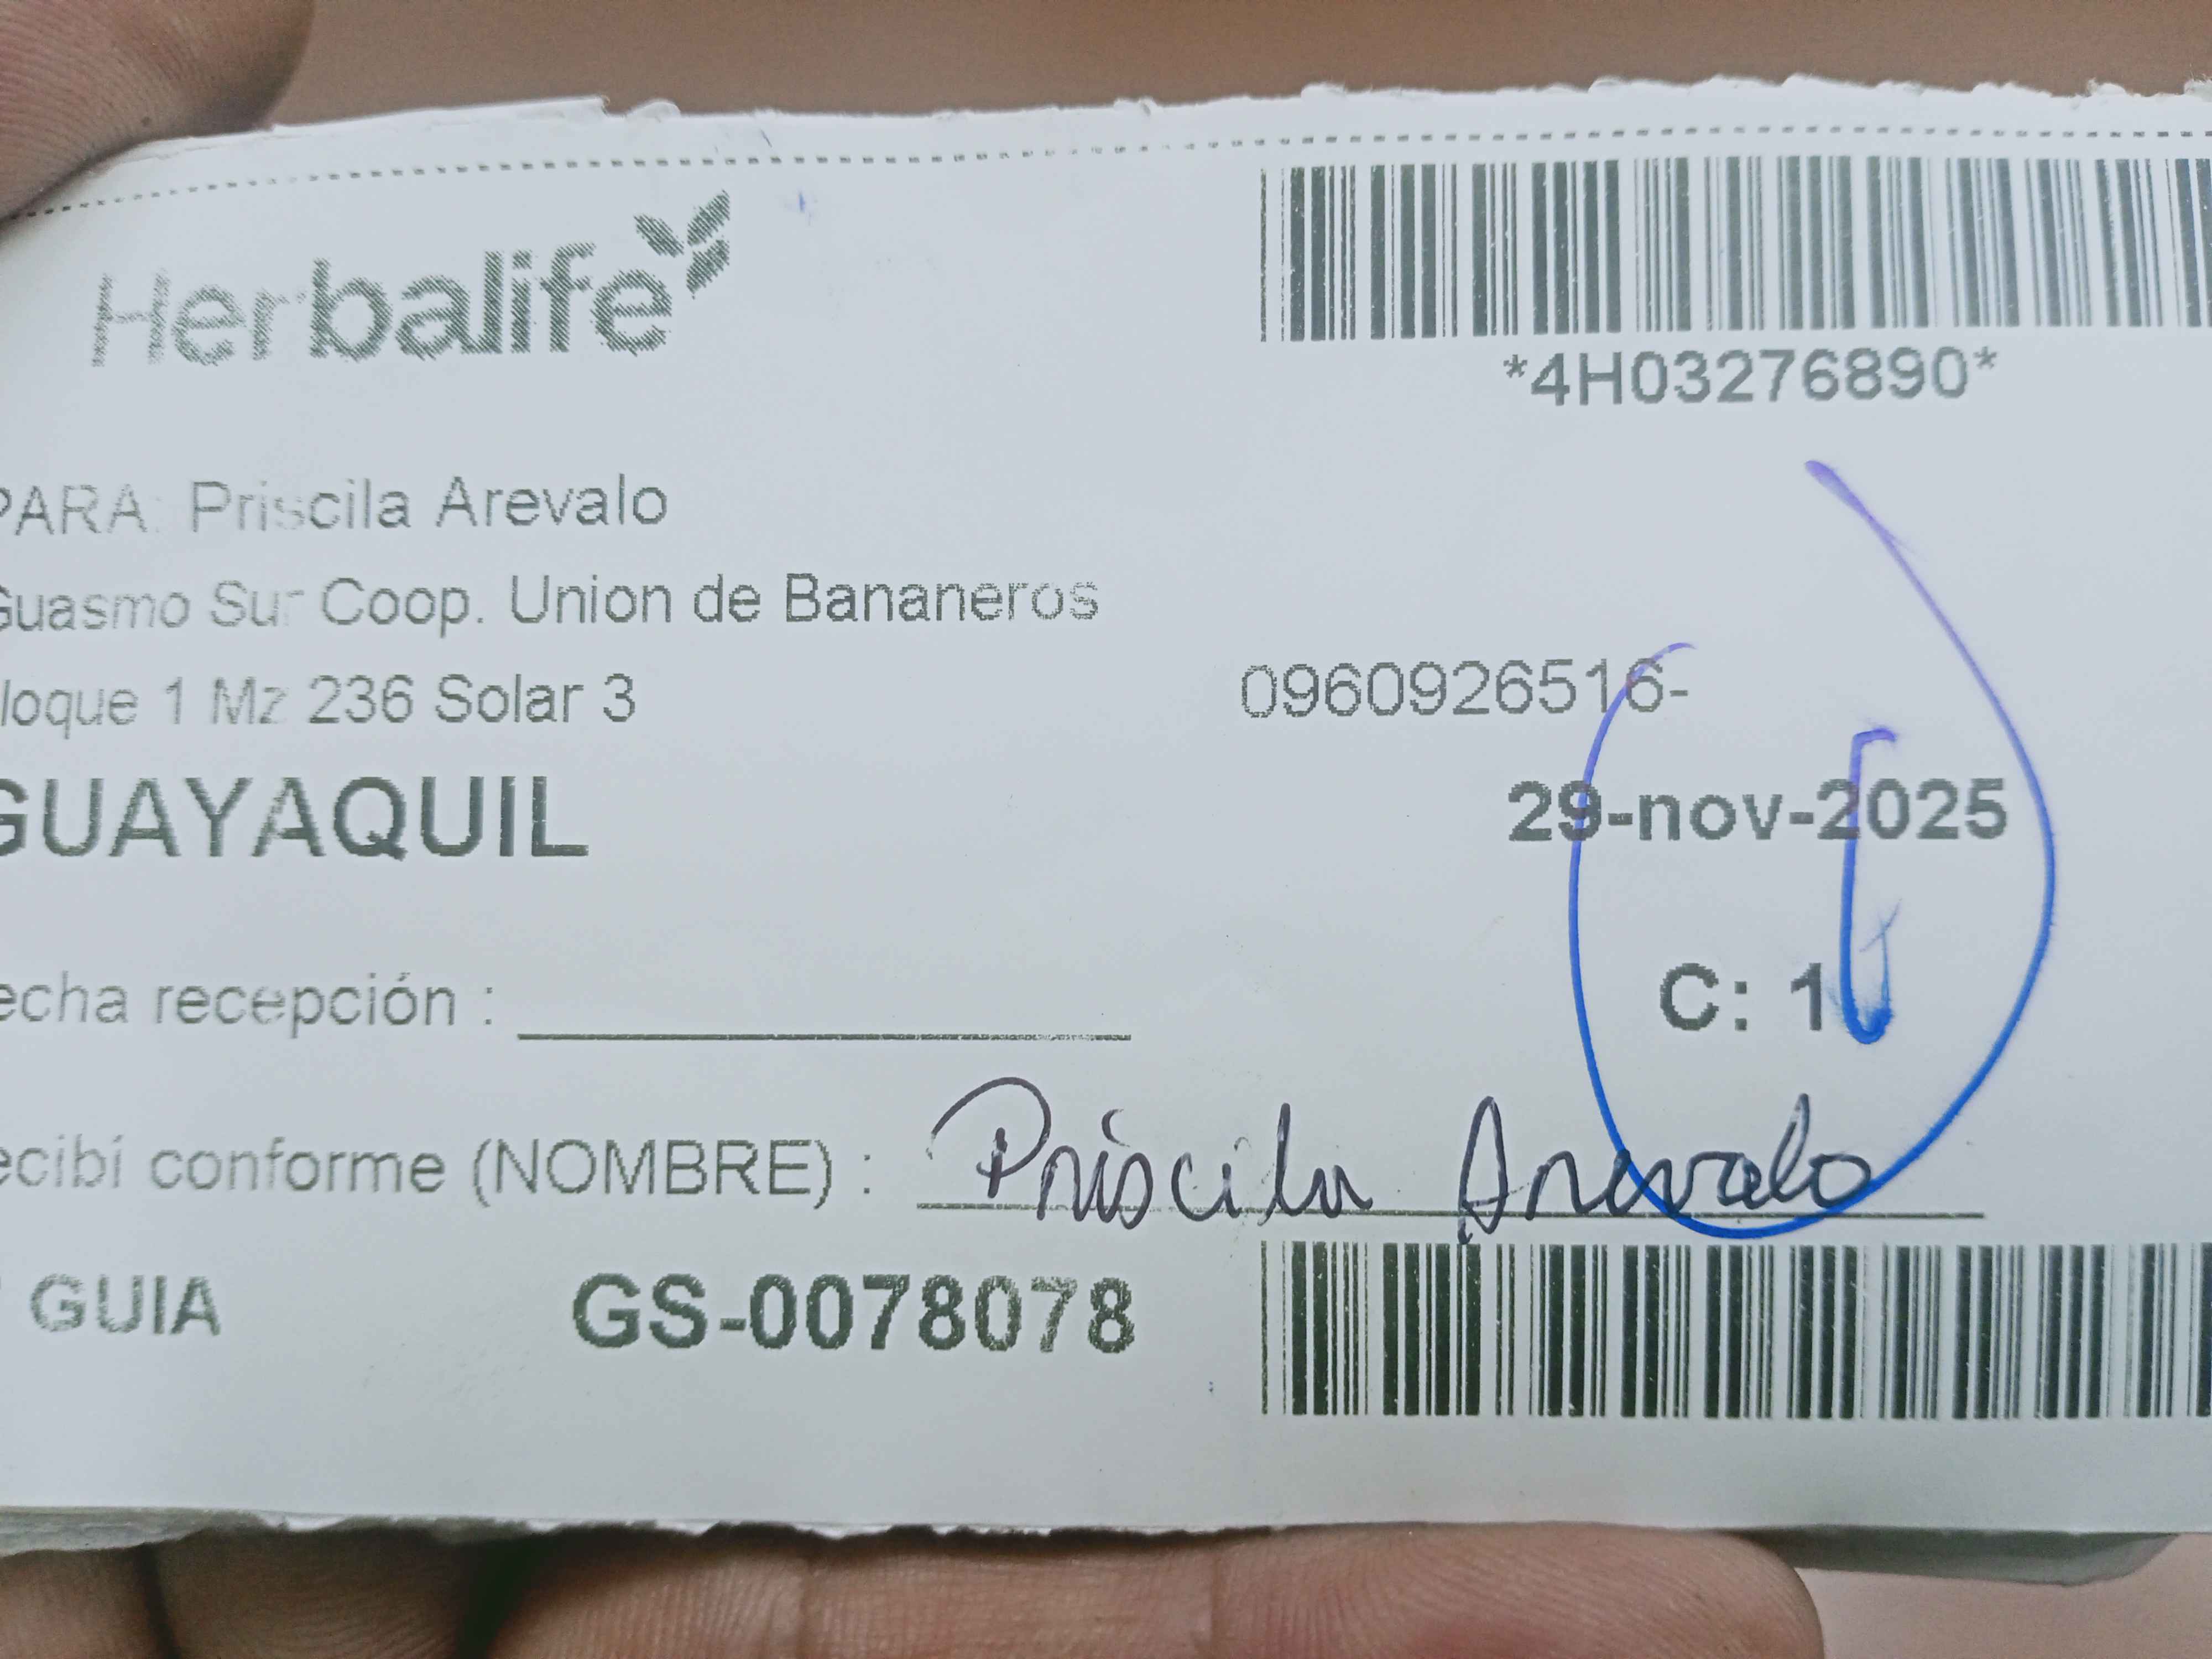 Herbalife
*4H03276890*
PARA: Priscila Arevalo
Guasmo Sur Coop. Union de Bananeros
loque 1 Mz 236 Solar 3
0960926516-
GUAYAQUIL
29-nov-2025
echa recepción :
C: 1
ecibí conforme (NOMBRE) : Priscila Arevalo
GUIA GS-0078078